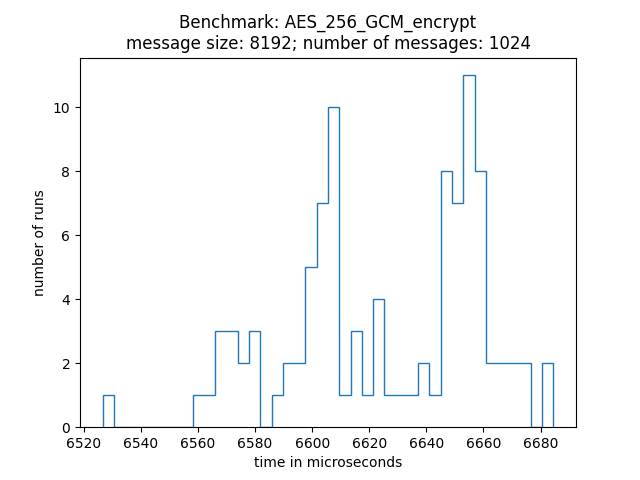 Benchmark: AES_256_GCM_encrypt
message size: 8192; number of messages: 1024
number of runs
10
8
6
4
2
0
6520 6540 6560 6580 6600 6620 6640 6660 6680
time in microseconds